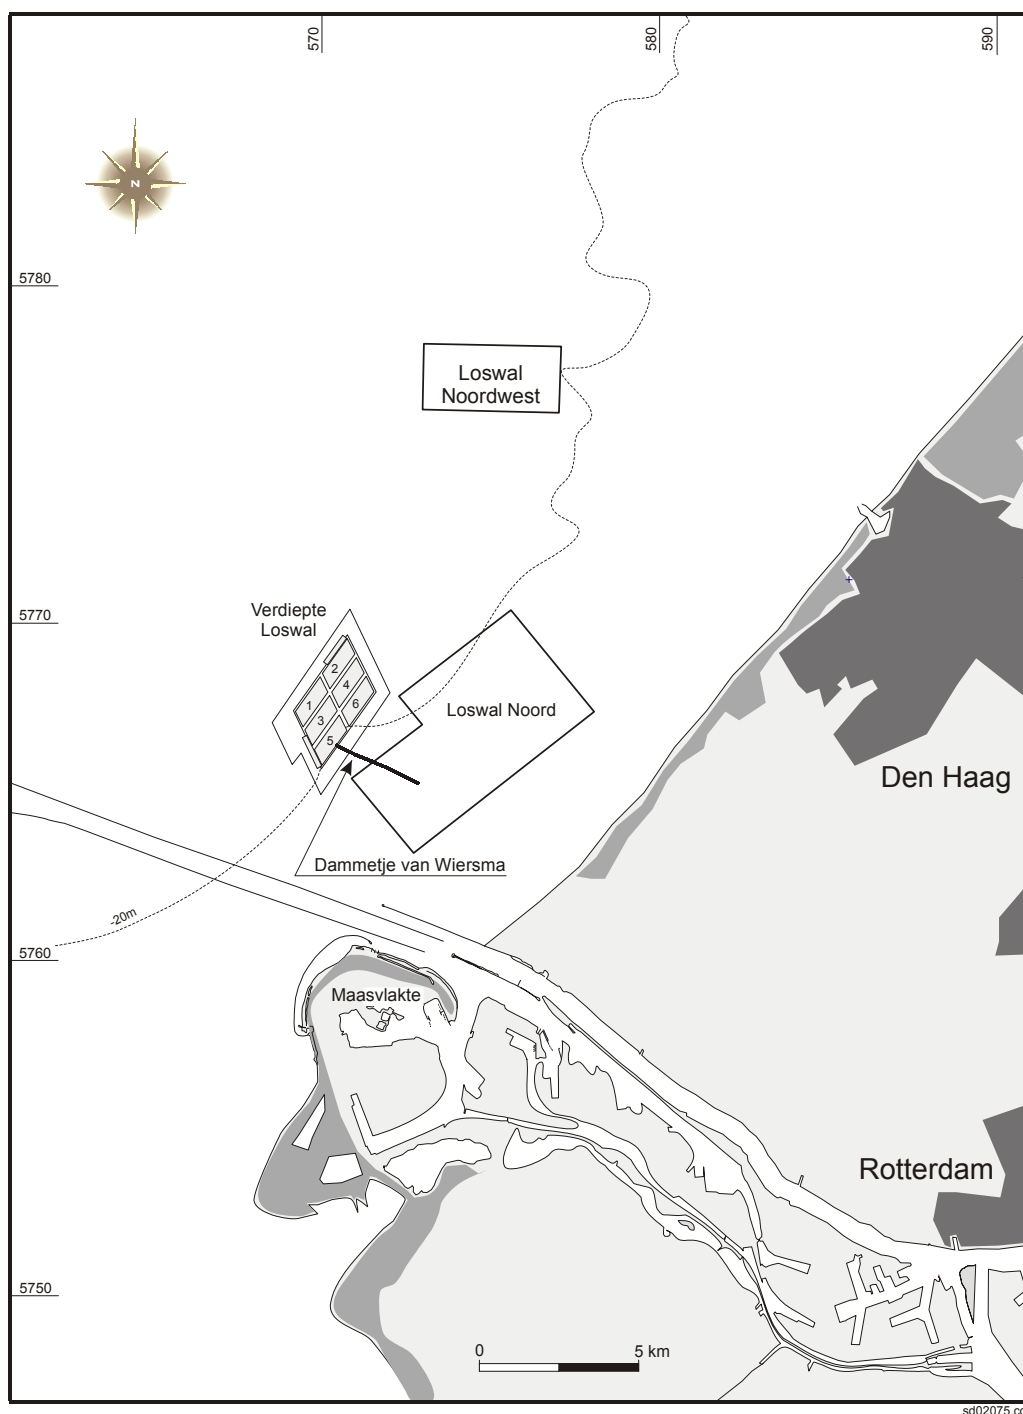 570
580
590
N
5780
Loswal
Noordwest
5770
Verdiepte
Loswal
2
4
1
6
3
5
Loswal Noord
Den Haag
Dammetje van Wiersma
-20m
5760
Maasvlakte
Rotterdam
5750
0
5 km